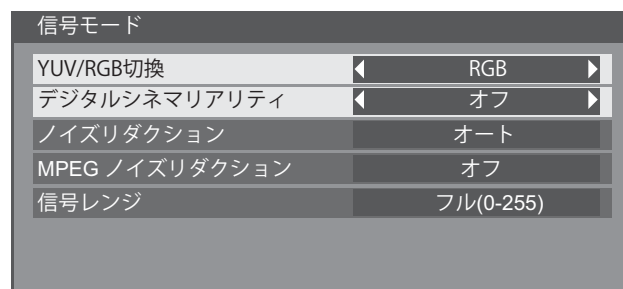 信号モード
YUV/RGB切換 RGB
デジタルシネマリアリティ オフ
ノイズリダクション オート
MPEG ノイズリダクション オフ
信号レンジ フル(0-255)